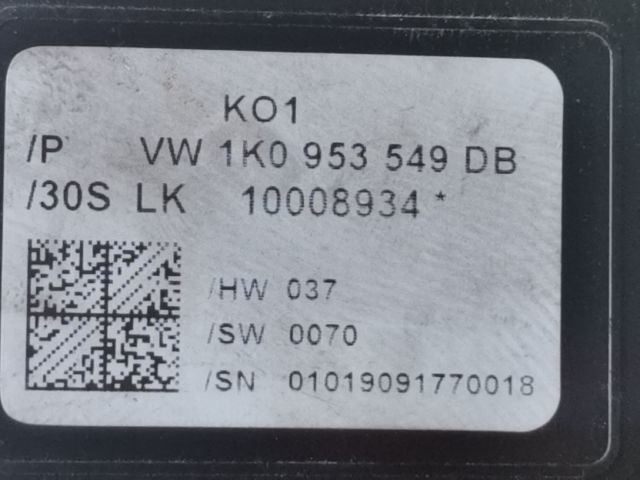 KO1
/P VW 1K0 953 549 DB
/30S LK 10008934 *
/HW 037
/SW 0070
/SN 01019091770018